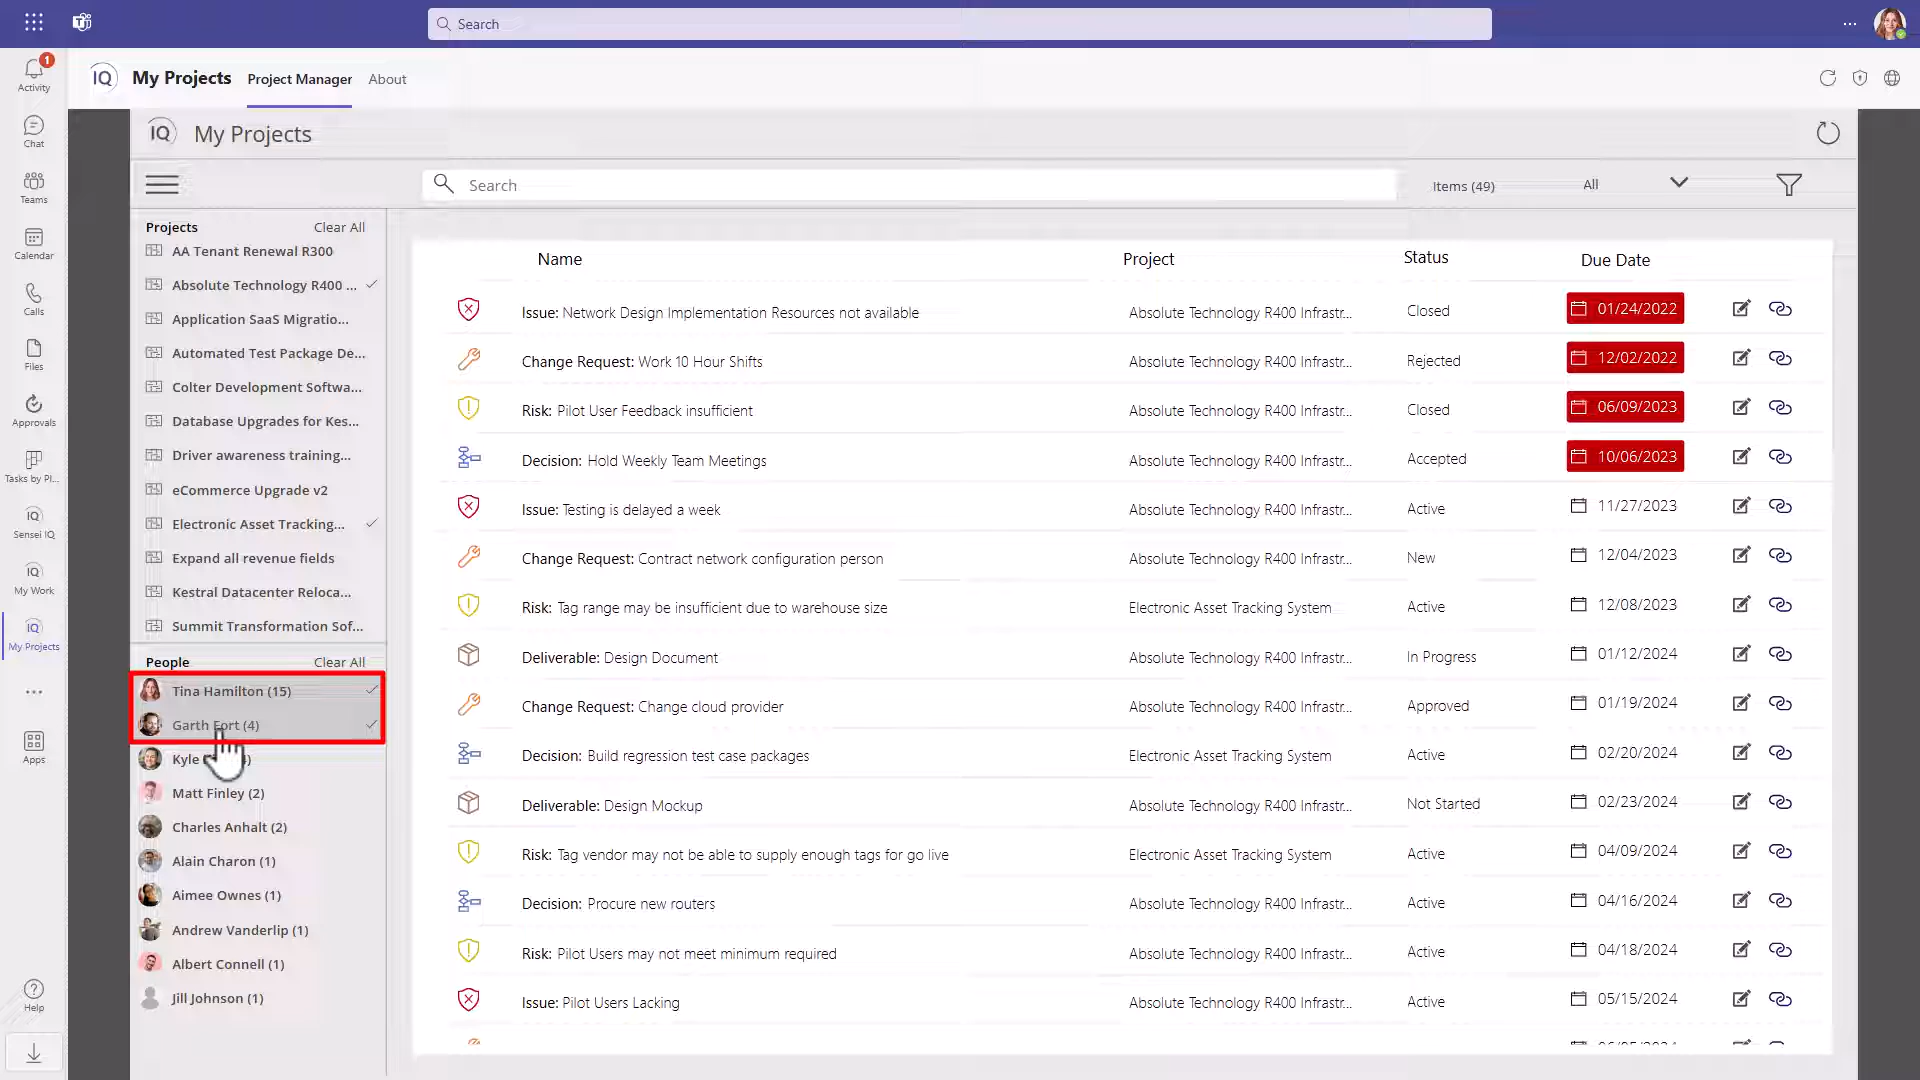 Search
1
Activity
Chat
Teams
Calendar
Calls
Files
Approvals
Tasks by Pl...
IQ
Sensei IQ
IQ
My Work
IQ
My Projects
Apps
Help
IQ My Projects Project Manager About
IQ My Projects
Search
Items (49) All
Projects Clear All
AA Tenant Renewal R300
Absolute Technology R400 ...
Application SaaS Migratio...
Automated Test Package De...
Colter Development Softwa...
Database Upgrades for Kes...
Driver awareness training...
eCommerce Upgrade v2
Electronic Asset Tracking...
Expand all revenue fields
Kestral Datacenter Reloca...
Summit Transformation Sof...
People Clear All
Tina Hamilton (15)
Garth Fort (4)
Kyle
Matt Finley (2)
Charles Anhalt (2)
Alain Charon (1)
Aimee Ownes (1)
Andrew Vanderlip (1)
Albert Connell (1)
Jill Johnson (1)
Name Project Status Due Date
Issue: Network Design Implementation Resources not available Absolute Technology R400 Infrastr... Closed 01/24/2022
Change Request: Work 10 Hour Shifts Absolute Technology R400 Infrastr... Rejected 12/02/2022
Risk: Pilot User Feedback insufficient Absolute Technology R400 Infrastr... Closed 06/09/2023
Decision: Hold Weekly Team Meetings Absolute Technology R400 Infrastr... Accepted 10/06/2023
Issue: Testing is delayed a week Absolute Technology R400 Infrastr... Active 11/27/2023
Change Request: Contract network configuration person Absolute Technology R400 Infrastr... New 12/04/2023
Risk: Tag range may be insufficient due to warehouse size Electronic Asset Tracking System Active 12/08/2023
Deliverable: Design Document Absolute Technology R400 Infrastr... In Progress 01/12/2024
Change Request: Change cloud provider Absolute Technology R400 Infrastr... Approved 01/19/2024
Decision: Build regression test case packages Electronic Asset Tracking System Active 02/20/2024
Deliverable: Design Mockup Absolute Technology R400 Infrastr... Not Started 02/23/2024
Risk: Tag vendor may not be able to supply enough tags for go live Electronic Asset Tracking System Active 04/09/2024
Decision: Procure new routers Absolute Technology R400 Infrastr... Active 04/16/2024
Risk: Pilot Users may not meet minimum required Absolute Technology R400 Infrastr... Active 04/18/2024
Issue: Pilot Users Lacking Absolute Technology R400 Infrastr... Active 05/15/2024